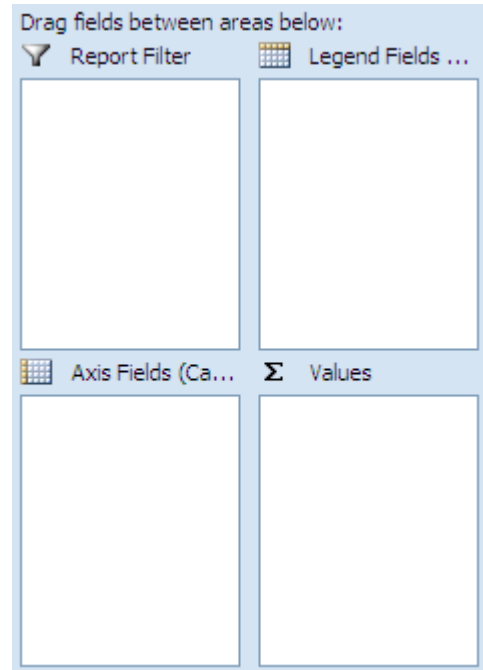 Drag fields between areas below:
Report Filter
Legend Fields ...
Axis Fields (Ca...
Σ Values